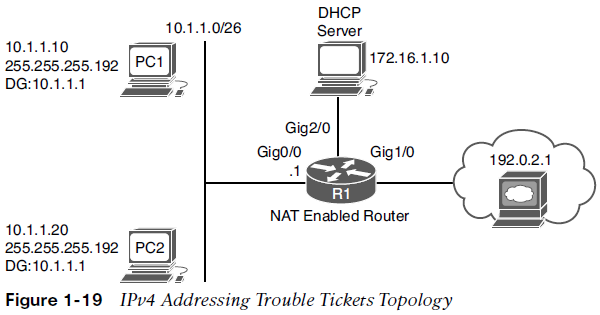 DHCP
Server
10.1.1.0/26
10.1.1.10
255.255.255.192
DG:10.1.1.1
PC1
172.16.1.10
Gig2/0
Gig0/0
Gig1/0
.1
R1
192.0.2.1
NAT Enabled Router
10.1.1.20
255.255.255.192
DG:10.1.1.1
PC2
Figure 1-19 IPv4 Addressing Trouble Tickets Topology